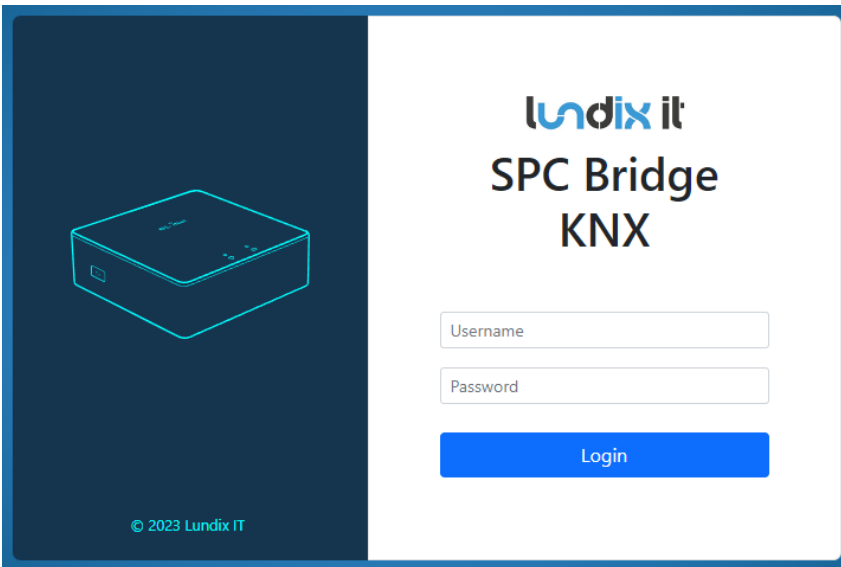 lundix it
SPC Bridge
KNX
Username
Password
Login
© 2023 Lundix IT